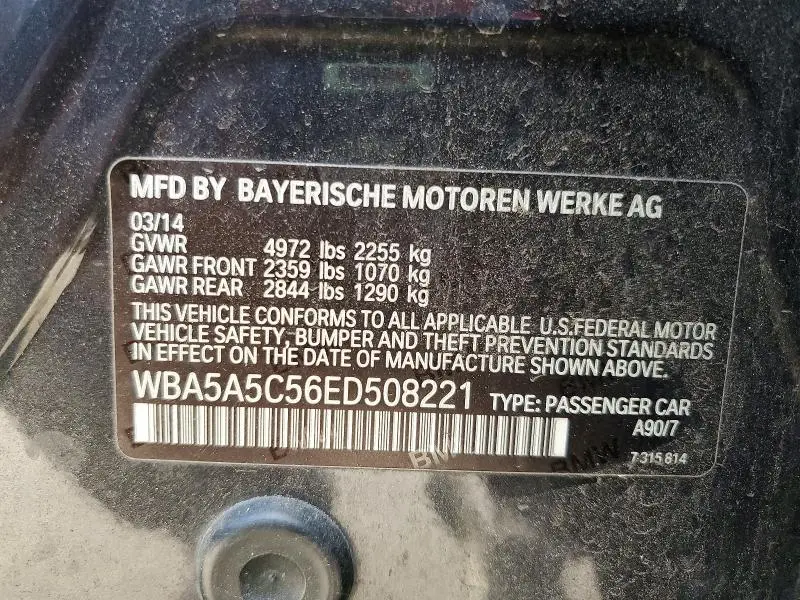 MFD BY BAYERISCHE MOTOREN WERKE AG
03/14
GVWR 4972 lbs 2255 kg
GAWR FRONT 2359 lbs 1070 kg
GAWR REAR 2844 lbs 1290 kg
THIS VEHICLE CONFORMS TO ALL APPLICABLE U.S.FEDERAL MOTOR
VEHICLE SAFETY, BUMPER AND THEFT PREVENTION STANDARDS
IN EFFECT ON THE DATE OF MANUFACTURE SHOWN ABOVE.
WBA5A5C56ED508221 TYPE: PASSENGER CAR
A90/7
7 315 814
BMW
BMW